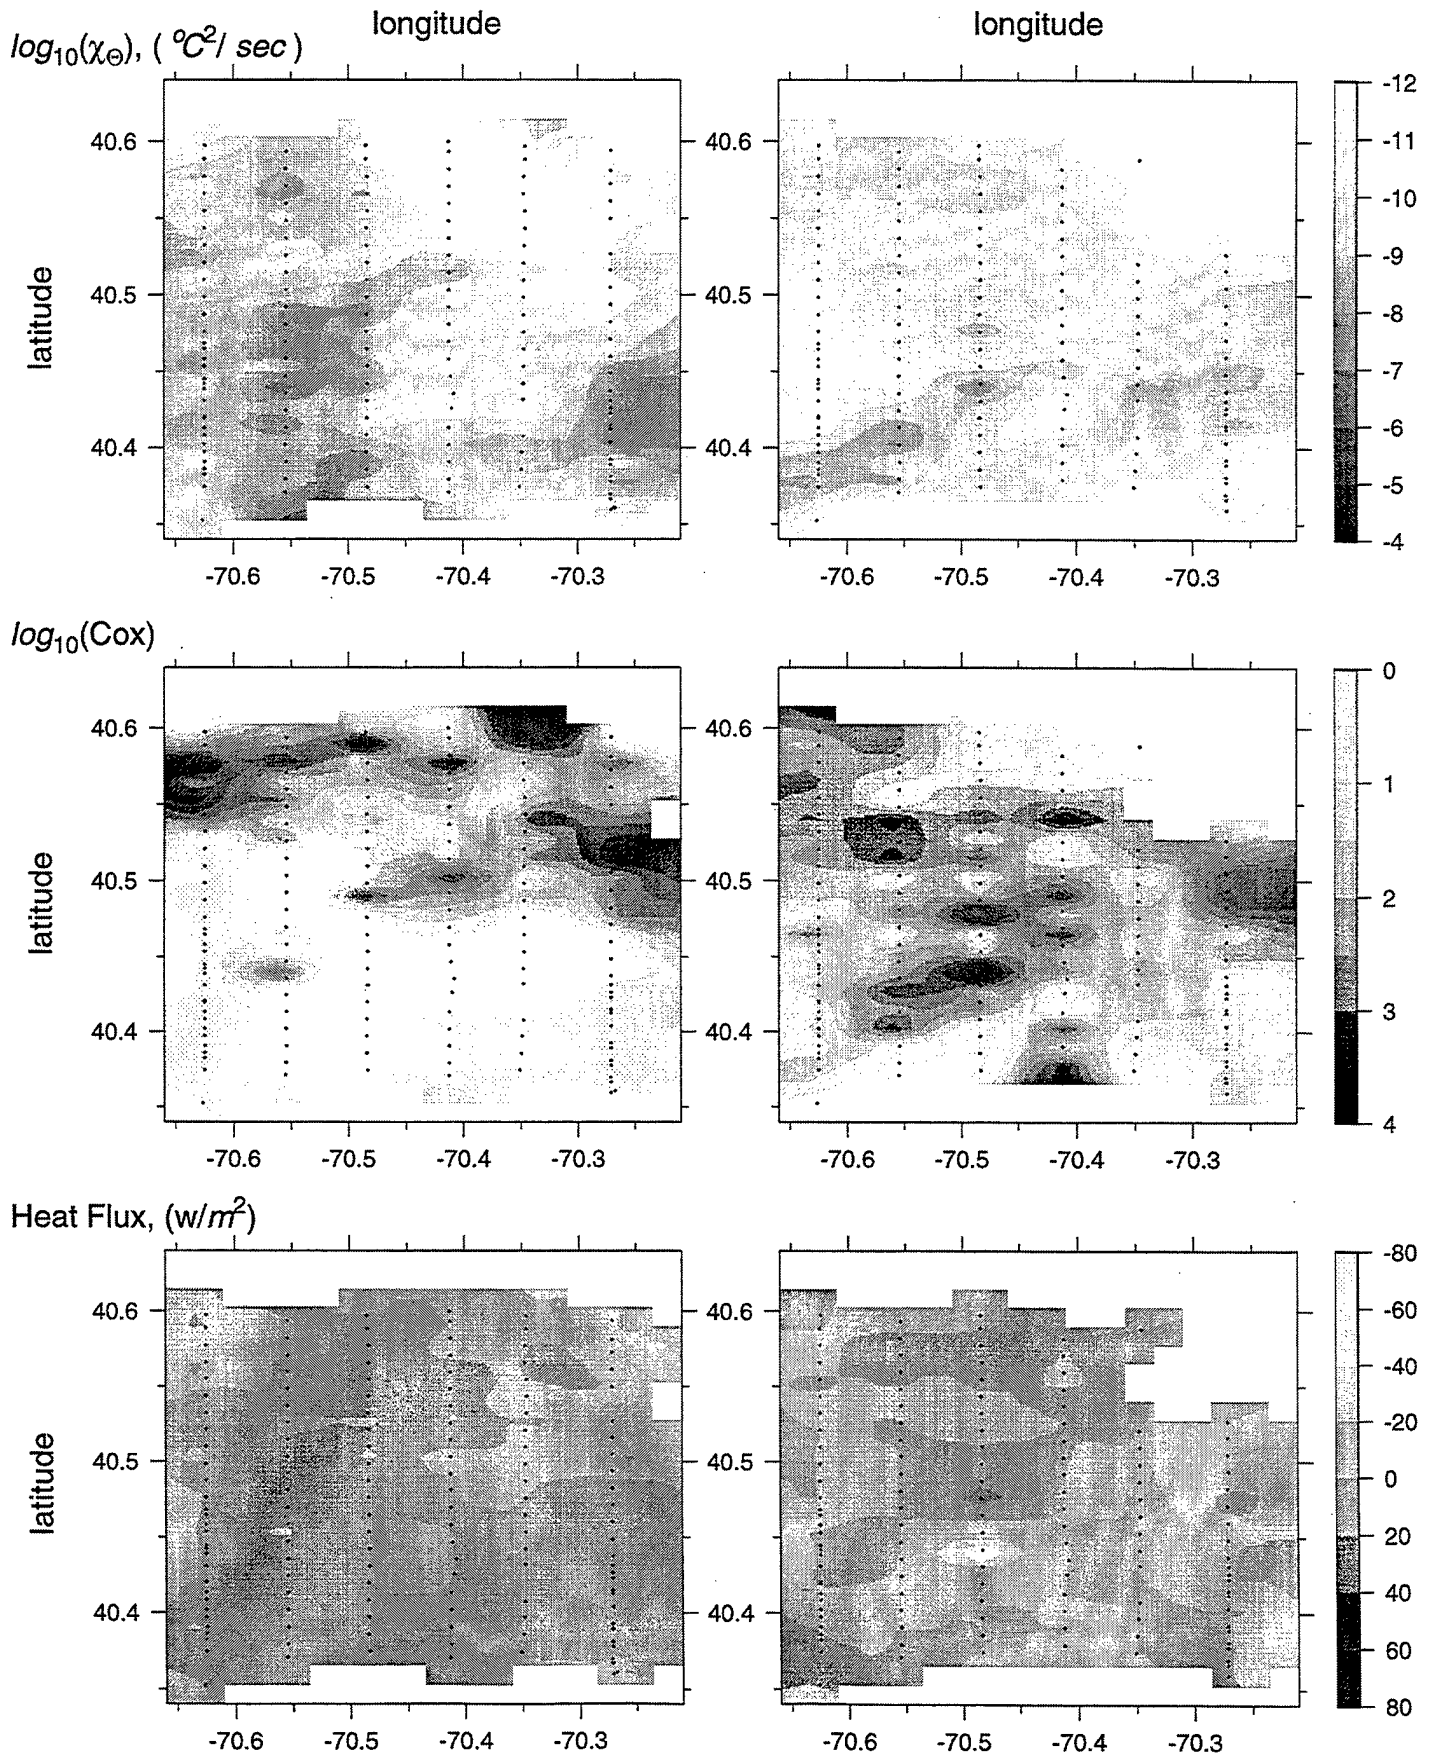 longitude longitude
log10(χΘ), ( °C2/ sec )
40.6 40.6 -12
-11
-10
-9
latitude 40.5 40.5 -8
-7
40.4 40.4 -6
-5
-4
-70.6 -70.5 -70.4 -70.3 -70.6 -70.5 -70.4 -70.3
log10(Cox)
0
40.6 40.6
1
latitude 40.5 40.5 2
3
40.4 40.4
4
-70.6 -70.5 -70.4 -70.3 -70.6 -70.5 -70.4 -70.3
Heat Flux, (w/m2)
-80
40.6 40.6 -60
-40
-20
latitude 40.5 40.5 0
20
40
40.4 40.4 60
80
-70.6 -70.5 -70.4 -70.3 -70.6 -70.5 -70.4 -70.3